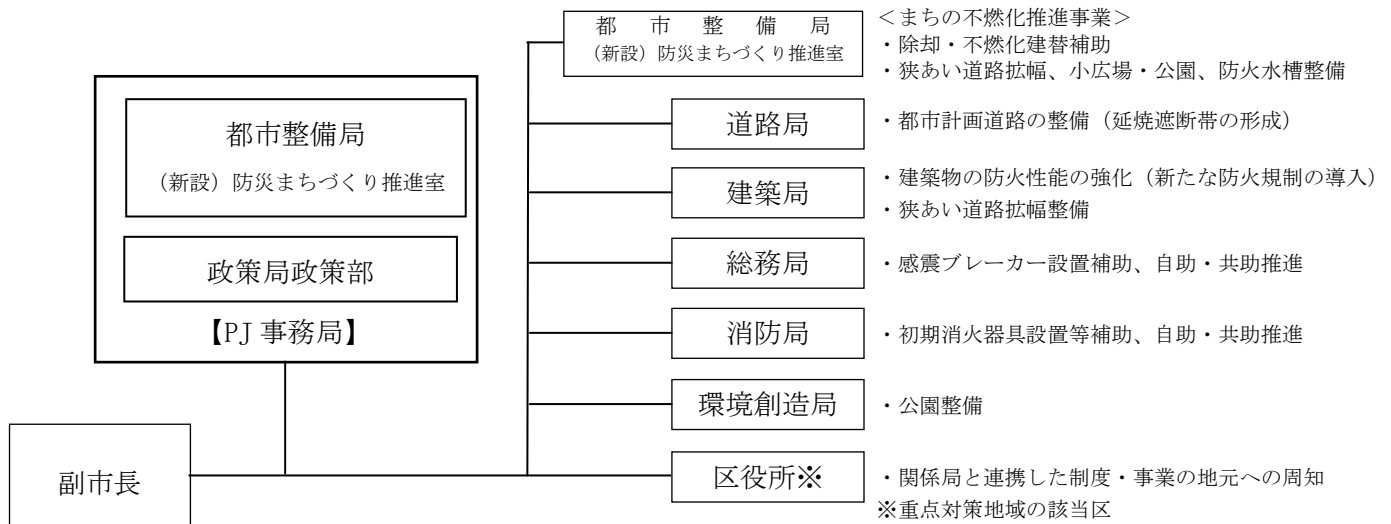 都市整備局
（新設）防災まちづくり推進室
政策局政策部
【PJ 事務局】
副市長
都市整備局
（新設）防災まちづくり推進室
＜まちの不燃化推進事業＞
・除却・不燃化建替補助
・狭あい道路拡幅、小広場・公園、防火水槽整備
道路局
・都市計画道路の整備（延焼遮断帯の形成）
建築局
・建築物の防火性能の強化（新たな防火規制の導入）
・狭あい道路拡幅整備
総務局
・感震ブレーカー設置補助、自助・共助推進
消防局
・初期消火器具設置等補助、自助・共助推進
環境創造局
・公園整備
区役所※
・関係局と連携した制度・事業の地元への周知
※重点対策地域の該当区